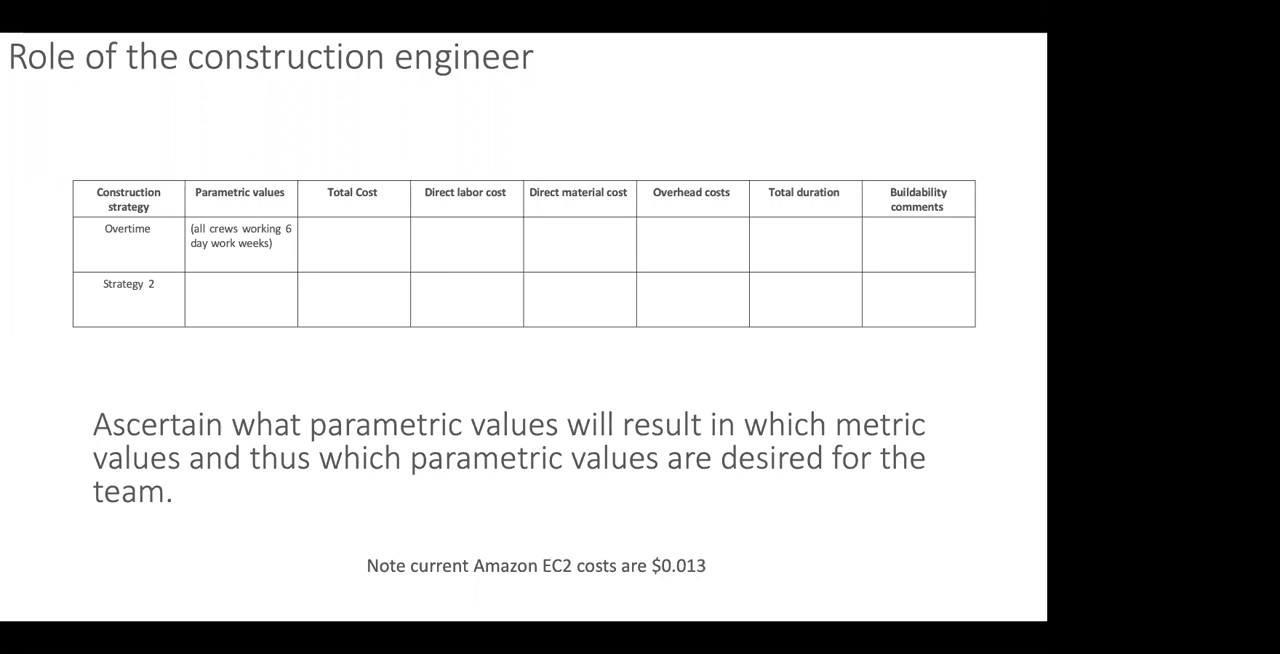 Role of the construction engineer
Construction strategy	Parametric values	Total Cost	Direct labor cost	Direct material cost	Overhead costs	Total duration	Buildability comments
Overtime	(all crews working 6 day work weeks)
Strategy 2
Ascertain what parametric values will result in which metric
values and thus which parametric values are desired for the
team.
Note current Amazon EC2 costs are $0.013